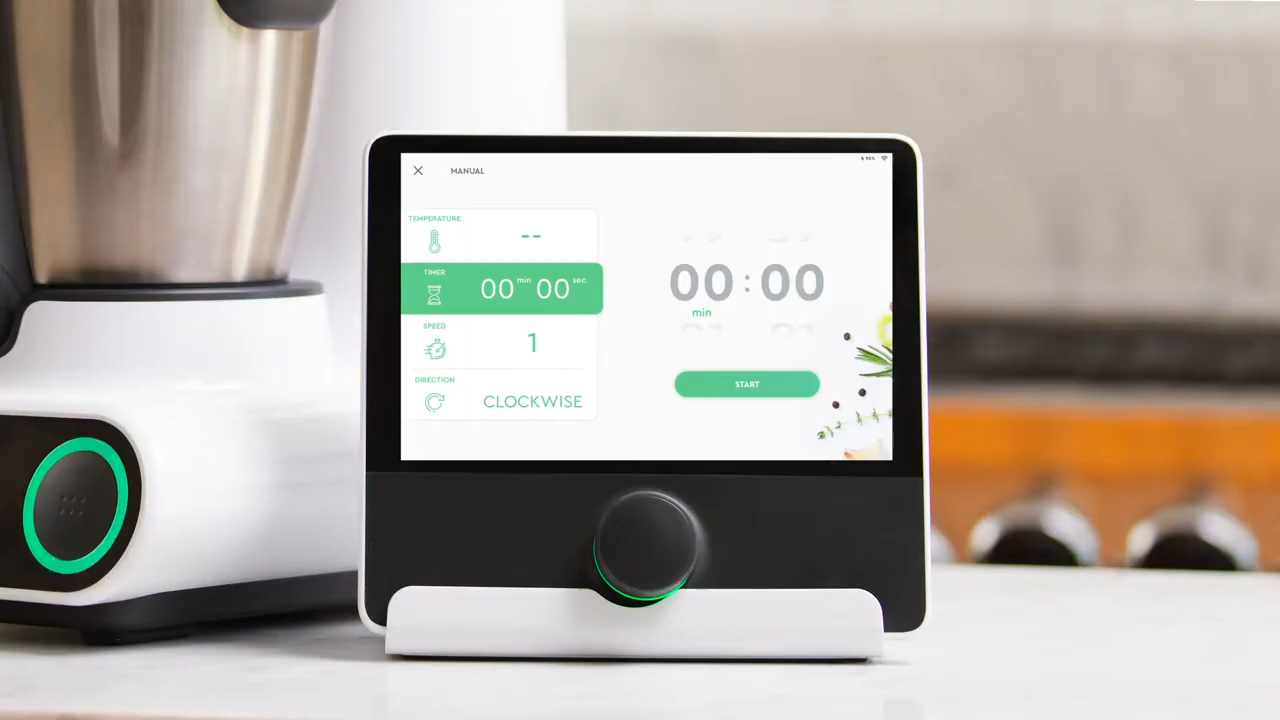 MANUAL
TEMPERATURE
--
TIMER
00 min 00 sec
SPEED
1
DIRECTION
CLOCKWISE
00 : 00
min
START